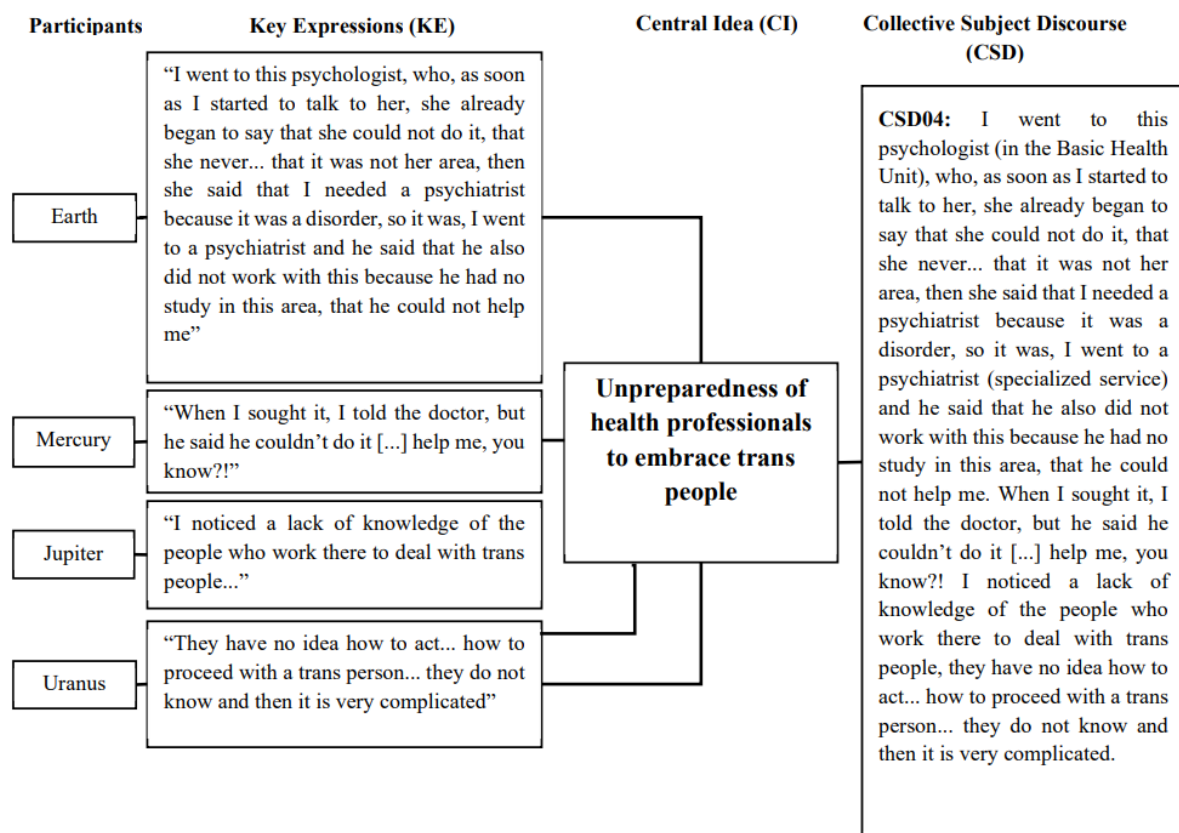 Participants
Key Expressions (KE)
Central Idea (CI)
Collective Subject Discourse
(CSD)
Earth
“I went to this psychologist, who, as soon
as I started to talk to her, she already
began to say that she could not do it, that
she never... that it was not her area, then
she said that I needed a psychiatrist
because it was a disorder, so it was, I went
to a psychiatrist and he said that he also
did not work with this because he had no
study in this area, that he could not help
me”
Mercury
“When I sought it, I told the doctor, but
he said he couldn’t do it [...] help me, you
know?!”
Jupiter
“I noticed a lack of knowledge of the
people who work there to deal with trans
people...”
Uranus
“They have no idea how to act... how to
proceed with a trans person... they do not
know and then it is very complicated”
Unpreparedness of
health professionals
to embrace trans
people
CSD04: I went to this
psychologist (in the Basic Health
Unit), who, as soon as I started to
talk to her, she already began to
say that she could not do it, that
she never... that it was not her
area, then she said that I needed a
psychiatrist because it was a
disorder, so it was, I went to a
psychiatrist (specialized service)
and he said that he also did not
work with this because he had no
study in this area, that he could
not help me. When I sought it, I
told the doctor, but he said he
couldn’t do it [...] help me, you
know?! I noticed a lack of
knowledge of the people who
work there to deal with trans
people, they have no idea how to
act... how to proceed with a trans
person... they do not know and
then it is very complicated.